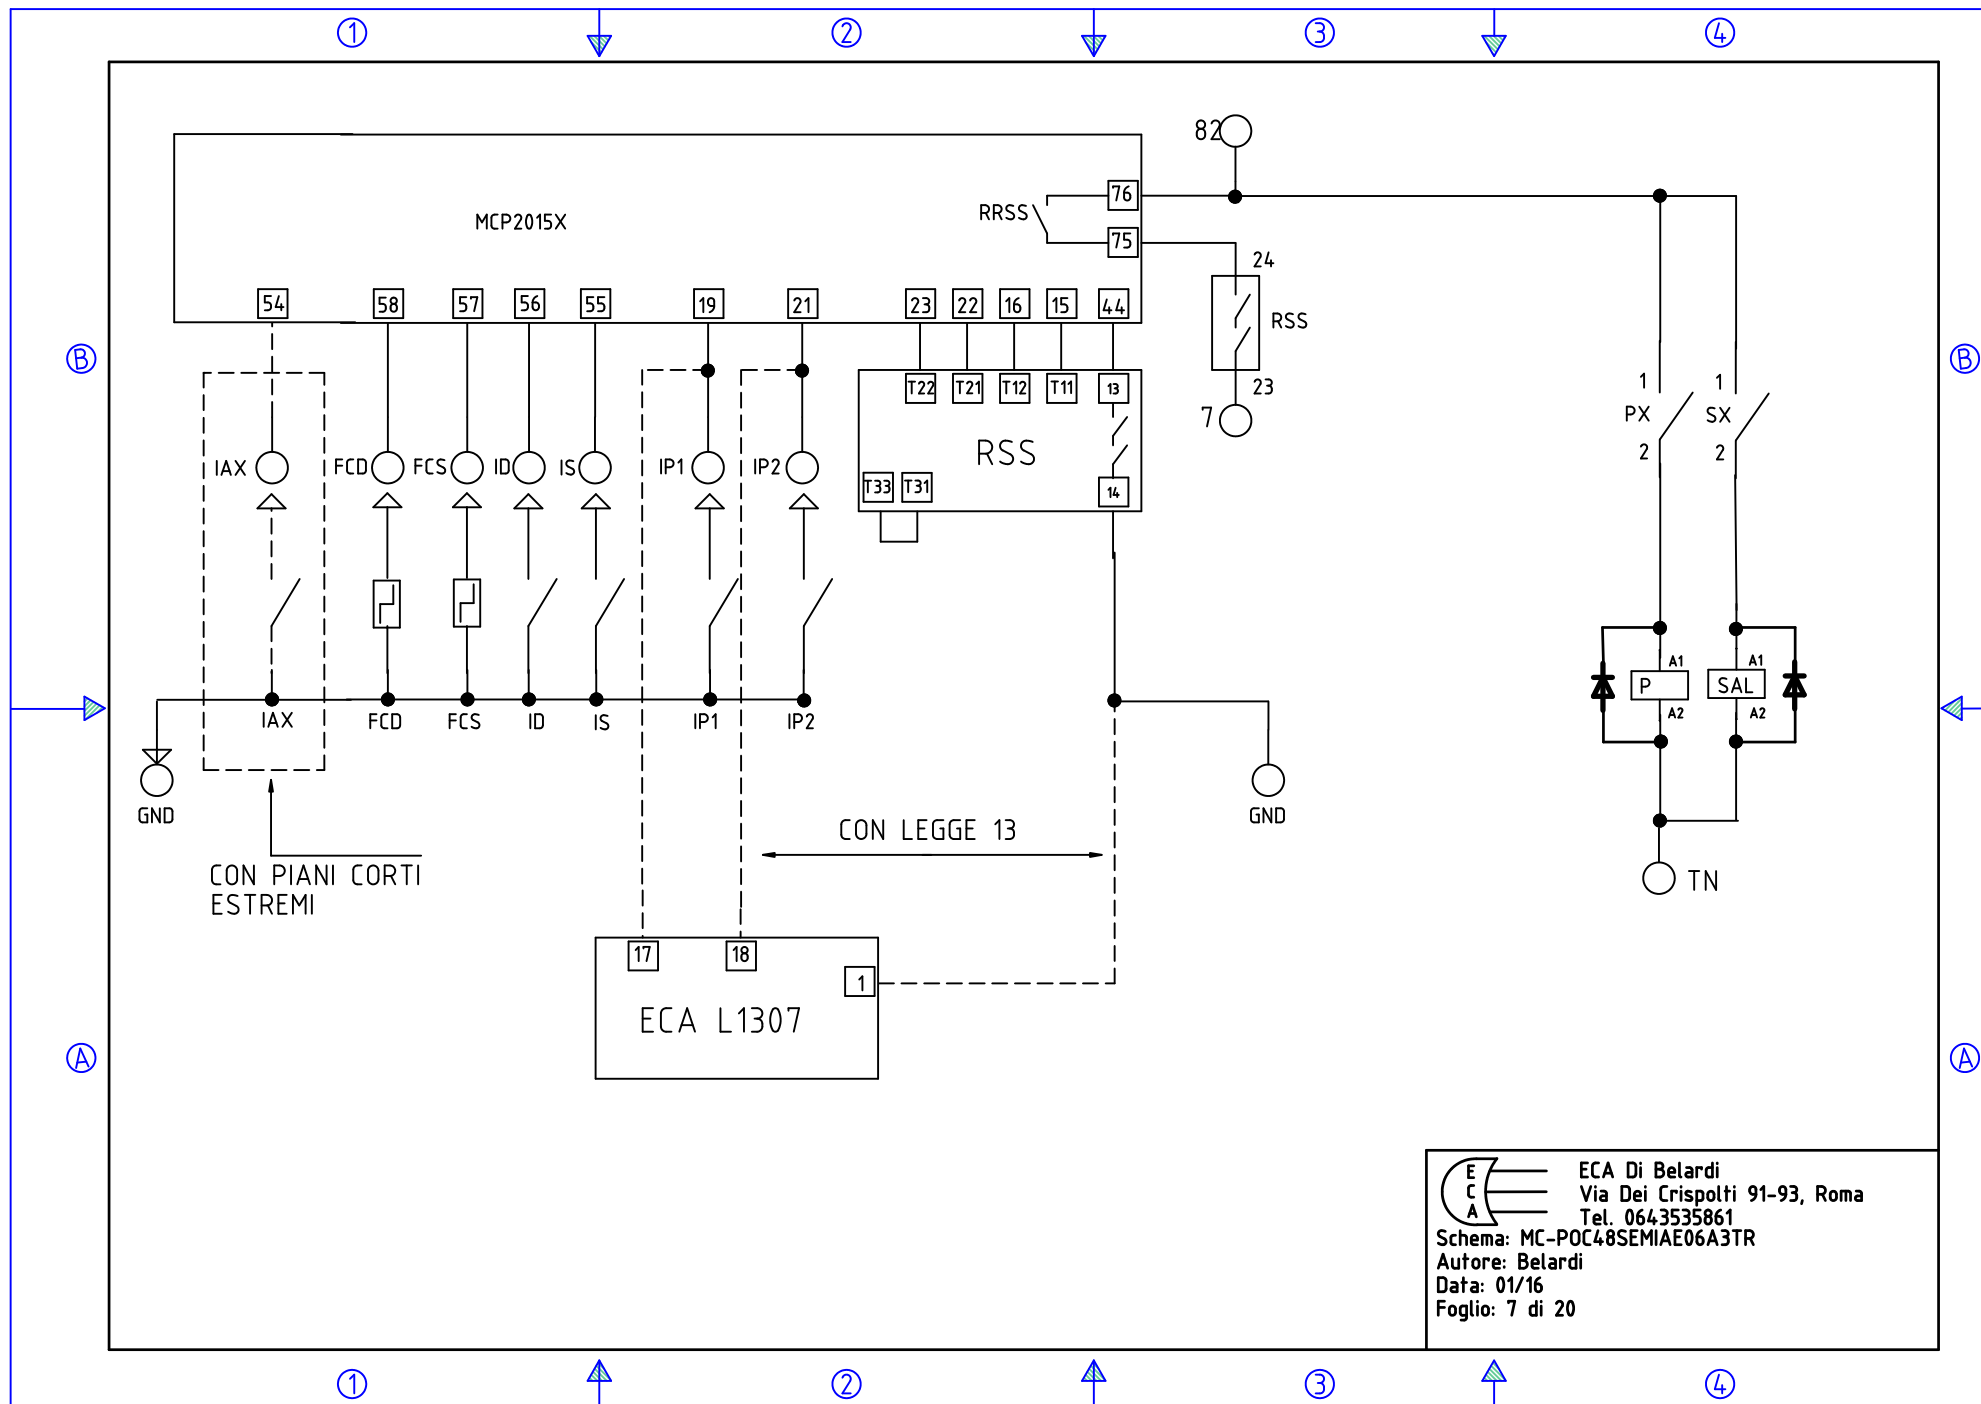 1 2 3 4
82
76
RRSS
MCP2015X
75
24
54 58 57 56 55 19 21 23 22 16 15 44
RSS
B B
T22 T21 T12 T11 13
23
1 1
7
PX SX
RSS
2 2
IAX FCD FCS ID IS IP1 IP2
T33 T31 14
A1 A1
P SAL
A2 A2
IAX FCD FCS ID IS IP1 IP2
GND GND
CON LEGGE 13
CON PIANI CORTI
ESTREMI
TN
17 18
1
ECA L1307
A A
E
C
A
ECA Di Belardi
Via Dei Crispolti 91-93, Roma
Tel. 0643535861
Schema: MC-POC48SEMIAE06A3TR
Autore: Belardi
Data: 01/16
Foglio: 7 di 20
1 2 3 4